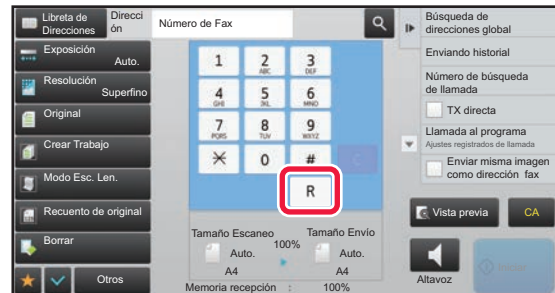 Libreta de
Direcciones
Direcci
ón
Número de Fax
Exposición
Auto.
Resolución
Superfino
Original
Crear Trabajo
Modo Esc. Len.
Recuento de original
Borrar
Otros
1
2
ABC
3
DEF
4
GHI
5
JKL
6
MNO
7
PQRS
8
TUV
9
WXYZ
0
#
C
R
Tamaño Escaneo
100%
Tamaño Envío
Auto.
Auto.
A4
A4
Memoria recepción : 100%
Búsqueda de
direcciones global
Enviando historial
Número de búsqueda
de llamada
TX directa
Llamada al programa
Ajustes registrados de llamada
Enviar misma imagen
como dirección fax
Vista previa
CA
Altavoz
Iniciar